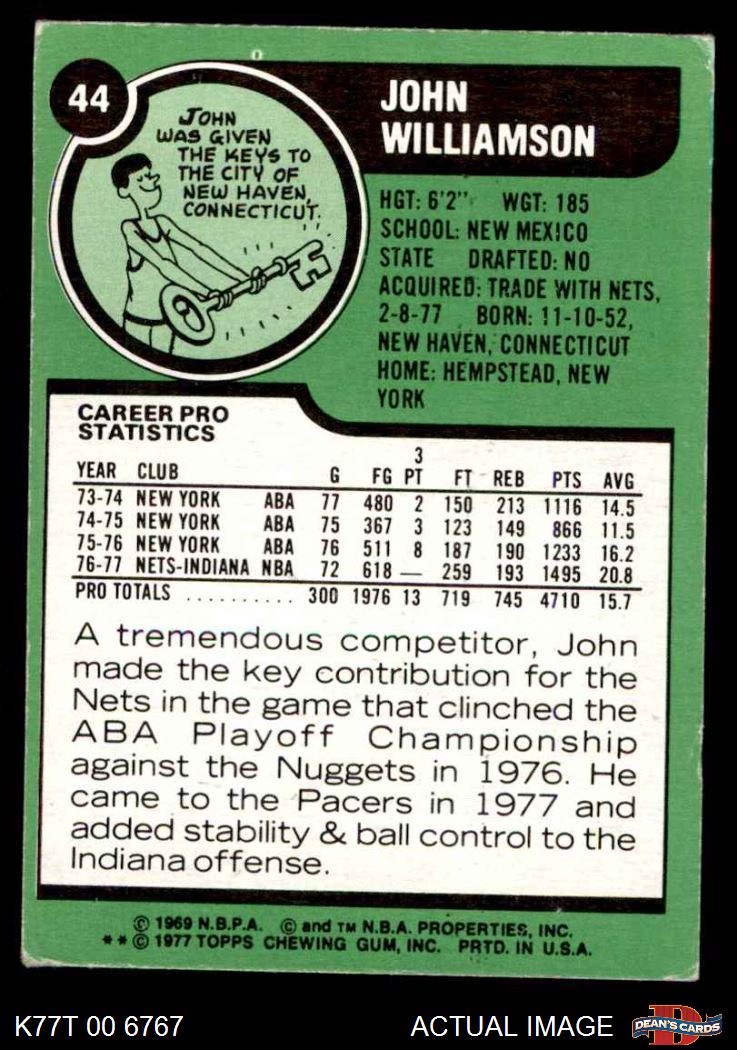 44
JOHN
WAS GIVEN
THE KEYS TO
THE CITY OF
NEW HAVEN,
CONNECTICUT.
JOHN
WILLIAMSON
HGT: 6'2" WGT: 185
SCHOOL: NEW MEXICO
STATE DRAFTED: NO
ACQUIRED: TRADE WITH NETS,
2-8-77 BORN: 11-10-52,
NEW HAVEN, CONNECTICUT
HOME: HEMPSTEAD, NEW
YORK
CAREER PRO
STATISTICS
YEAR CLUB G FG 3 PT FT REB PTS AVG
73-74 NEW YORK ABA 77 480 2 150 213 1116 14.5
74-75 NEW YORK ABA 75 367 3 123 149 866 11.5
75-76 NEW YORK ABA 76 511 8 187 190 1233 16.2
76-77 NETS-INDIANA NBA 72 618 — 259 193 1495 20.8
PRO TOTALS .......... 300 1976 13 719 745 4710 15.7
A tremendous competitor, John
made the key contribution for the
Nets in the game that clinched the
ABA Playoff Championship
against the Nuggets in 1976. He
came to the Pacers in 1977 and
added stability & ball control to the
Indiana offense.
© 1969 N.B.P.A. © and TM N.B.A. PROPERTIES, INC.
**© 1977 TOPPS CHEWING GUM, INC. PRTD. IN U.S.A.
K77T 00 6767 ACTUAL IMAGE
D
DEAN'S CARDS